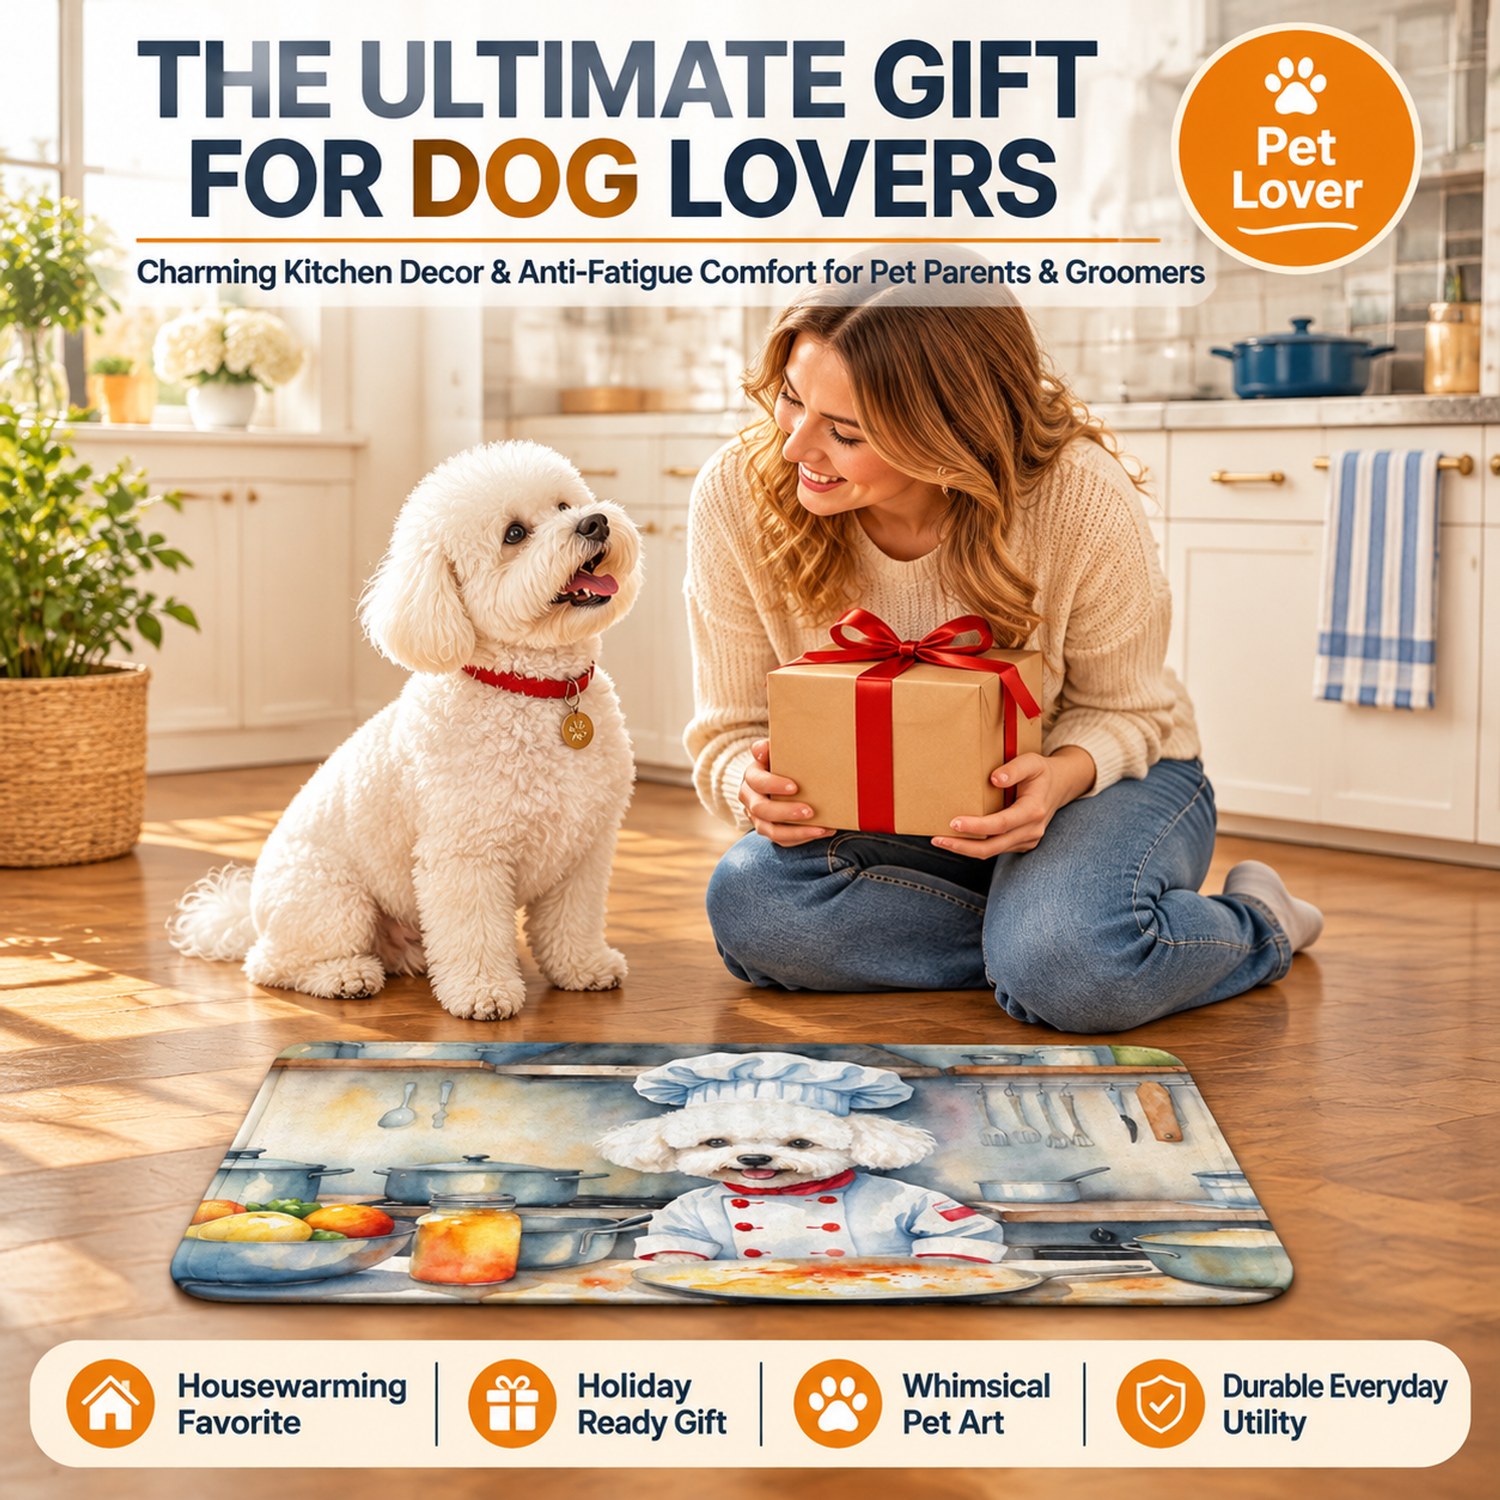 THE ULTIMATE GIFT
FOR DOG LOVERS
Charming Kitchen Decor & Anti-Fatigue Comfort for Pet Parents & Groomers
Pet
Lover
Housewarming
Favorite
Holiday
Ready Gift
Whimsical
Pet Art
Durable Everyday
Utility